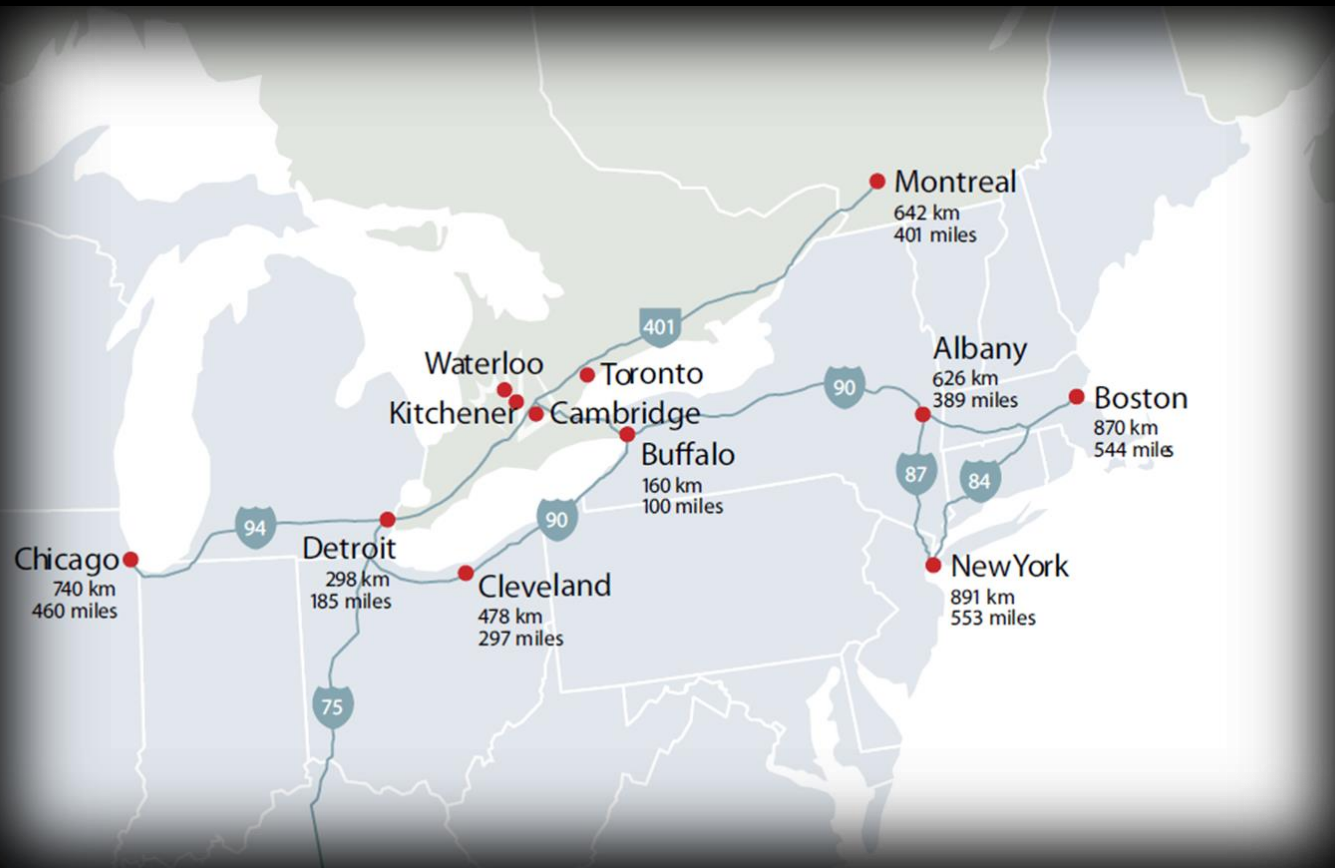 Montreal
642 km
401 miles
401
Albany
626 km
389 miles
Waterloo
Toronto
90
Boston
870 km
544 miles
Kitchener
Cambridge
Buffalo
160 km
100 miles
87
84
94
90
Detroit
298 km
185 miles
Chicago
740 km
460 miles
Cleveland
478 km
297 miles
New York
891 km
553 miles
75